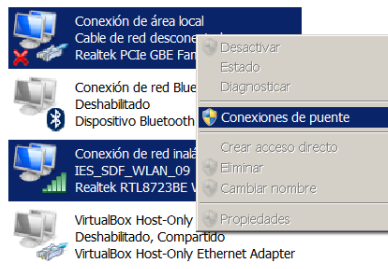 Conexión de área local
Cable de red descone
Realtek PCIe GBE Fan
Desactivar
Estado
Diagnosticar
Conexiones de puente
Crear acceso directo
Eliminar
Cambiar nombre
Propiedades
Conexión de red Blue
Deshabilitado
Dispositivo Bluetooth
Conexión de red inalá
IES_SDF_WLAN_09
Realtek RTL8723BE W
VirtualBox Host-Only
Deshabilitado, Compartido
VirtualBox Host-Only Ethernet Adapter